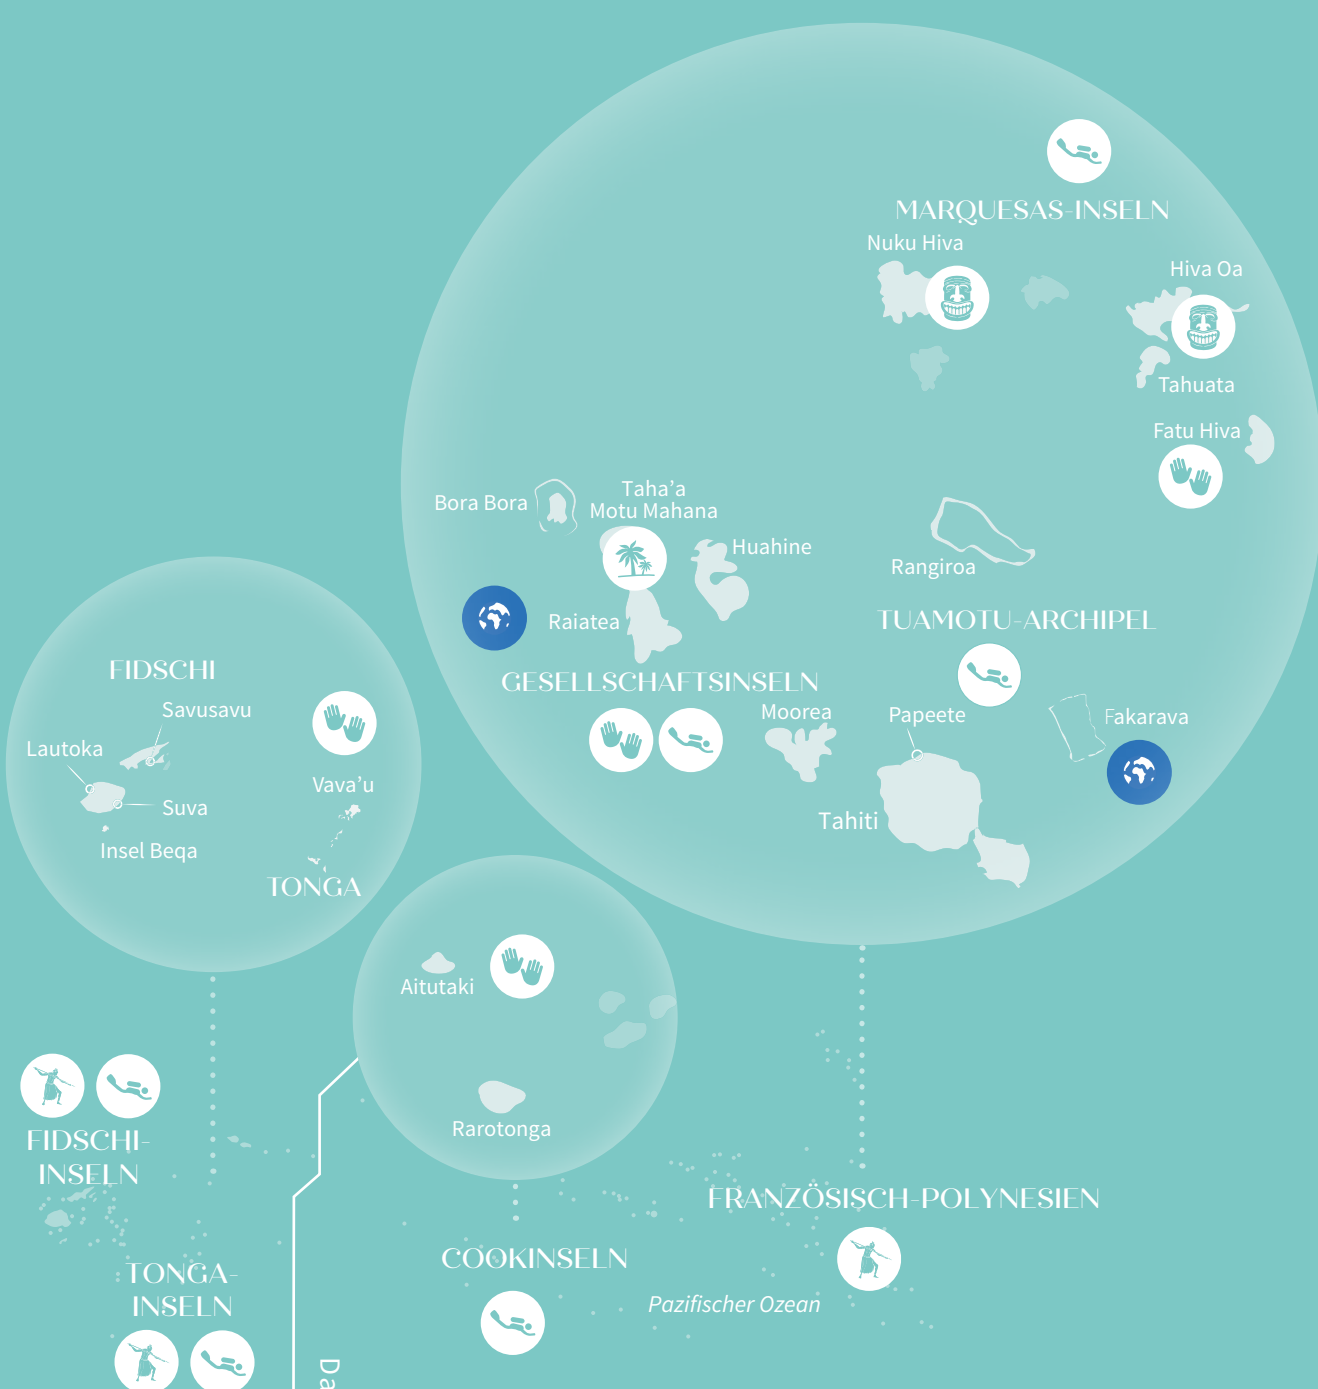 MARQUESAS-INSELN
Nuku Hiva
Hiva Oa
Tahuata
Fatu Hiva
Bora Bora
Taha’a
Motu Mahana
Huahine
Rangiroa
Raiatea
TUAMOTU-ARCHIPEL
GESELLSCHAFTSINSELN
Moorea
Papeete
Fakarava
Tahiti
FIDSCHI
Savusavu
Lautoka
Vava’u
Suva
Insel Beqa
TONGA
Aitutaki
Rarotonga
FIDSCHI-
INSELN
FRANZÖSISCH-POLYNESIEN
COOKINSELN
TONGA-
INSELN
Pazifischer Ozean
Da